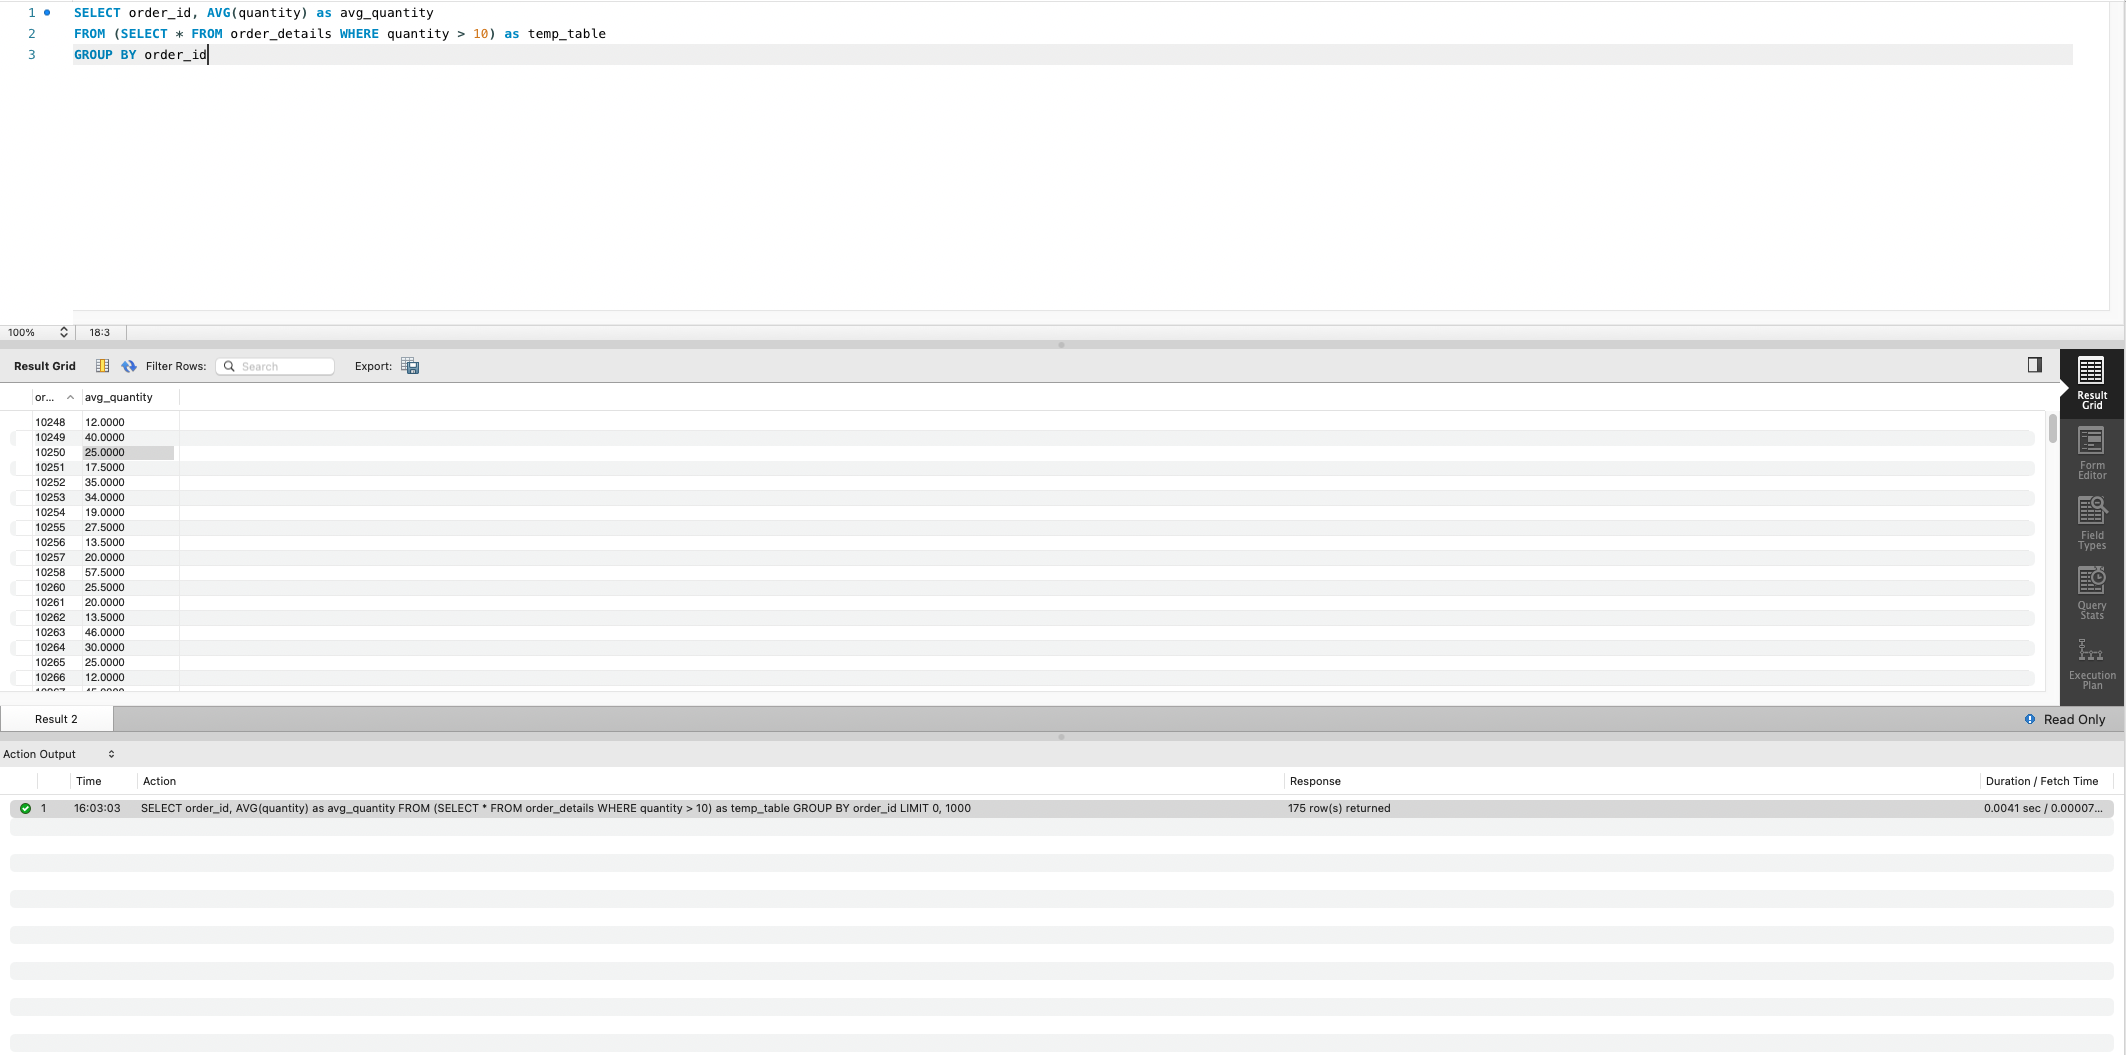 1 SELECT order_id, AVG(quantity) as avg_quantity
2 FROM (SELECT * FROM order_details WHERE quantity > 10) as temp_table
3 GROUP BY order_id
100% 18:3
Result Grid Filter Rows: Search Export:
or... avg_quantity
10248 12.0000
10249 40.0000
10250 25.0000
10251 17.5000
10252 35.0000
10253 34.0000
10254 19.0000
10255 27.5000
10256 13.5000
10257 20.0000
10258 57.5000
10260 25.5000
10261 20.0000
10262 13.5000
10263 46.0000
10264 30.0000
10265 25.0000
10266 12.0000
Result
Grid
Form
Editor
Field
Types
Query
Stats
Execution
Plan
Result 2 Read Only
Action Output
Time Action Response Duration / Fetch Time
1 16:03:03 SELECT order_id, AVG(quantity) as avg_quantity FROM (SELECT * FROM order_details WHERE quantity > 10) as temp_table GROUP BY order_id LIMIT 0, 1000 175 row(s) returned 0.0041 sec / 0.00007...